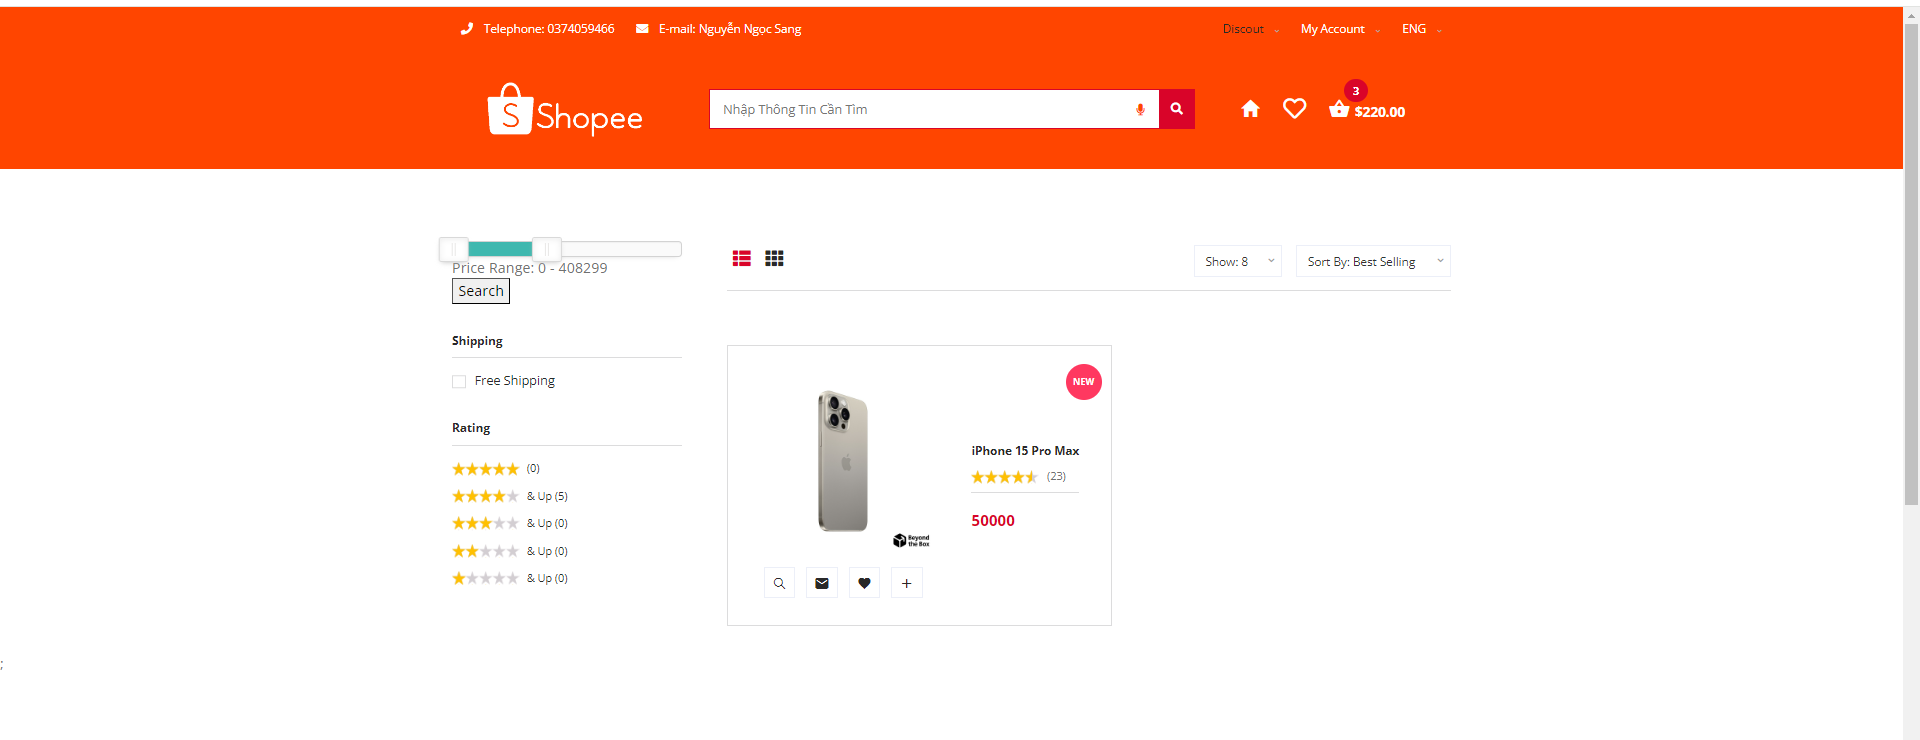 Telephone: 0374059466 E-mail: Nguyễn Ngọc Sang Discout My Account ENG
S Shopee
Nhập Thông Tin Cần Tìm
3
$220.00
Price Range: 0 - 408299
Search
Show: 8 Sort By: Best Selling
Shipping
Free Shipping
Rating
(0)
& Up (5)
& Up (0)
& Up (0)
& Up (0)
NEW
iPhone 15 Pro Max
(23)
50000
Beyond
the Box
;